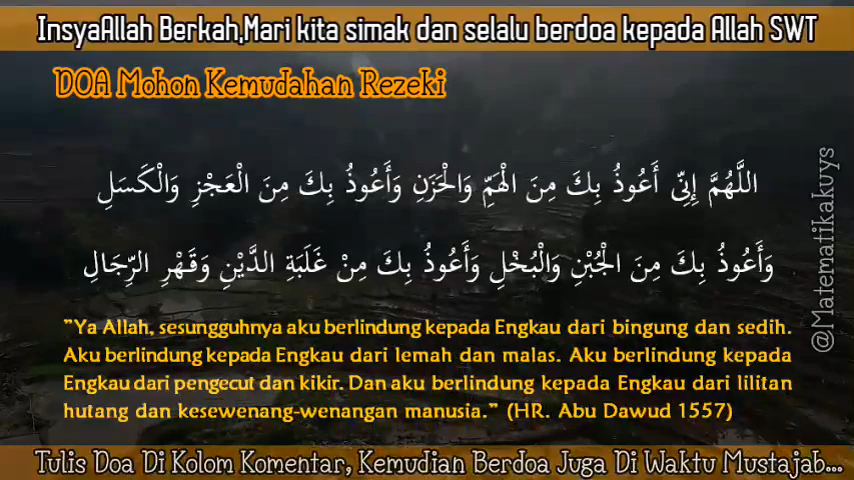 InsyaAllah Berkah,Mari kita simak dan selalu berdoa kepada Allah SWT
DOA Mohon Kemudahan Rezeki
اللَّهُمَّ إِنِّي أَعُوذُ بِكَ مِنَ الْهَمِّ وَالْحَزَنِ وَأَعُوذُ بِكَ مِنَ الْعَجْزِ وَالْكَسَلِ
وَأَعُوذُ بِكَ مِنَ الْجُبْنِ وَالْبُخْلِ وَأَعُوذُ بِكَ مِنْ غَلَبَةِ الدَّيْنِ وَقَهْرِ الرِّجَالِ
"Ya Allah, sesungguhnya aku berlindung kepada Engkau dari bingung dan sedih.
Aku berlindung kepada Engkau dari lemah dan malas. Aku berlindung kepada
Engkau dari pengecut dan kikir. Dan aku berlindung kepada Engkau dari lilitan
hutang dan kesewenang-wenangan manusia." (HR. Abu Dawud 1557)
@Matematikakuys
Tulis Doa Di Kolom Komentar, Kemudian Berdoa Juga Di Waktu Mustajab...